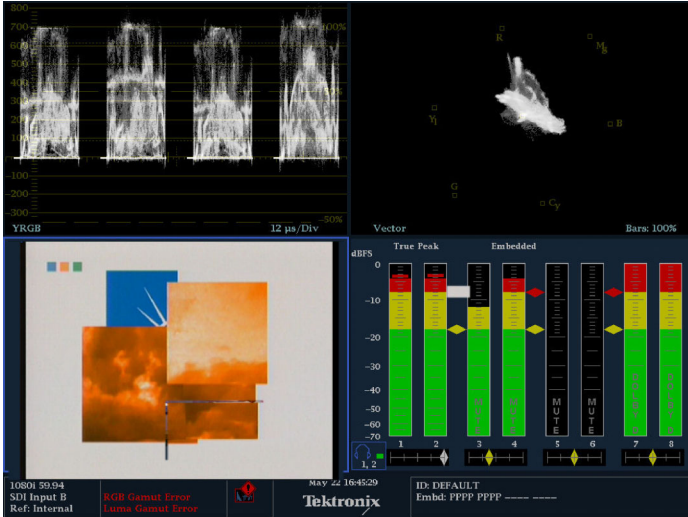 800
700
600
500
400
300
200
100
0
−100
−200
−300
100%
50%
−50%
YRGB
12 µs/Div
R
Mg
Yl
B
G
Cy
Vector
Bars: 100%
dBFS
True Peak
Embedded
0
−10
−20
−30
−40
−50
−60
−70
MUTE
MUTE
1 2 3 4 5 6 7 8
1, 2
1080i 59.94
SDI Input B
Ref: Internal
RGB Gamut Error
Luma Gamut Error
May 22 16:45:29
Tektronix
ID: DEFAULT
Embd: PPPP PPPP ---- ----